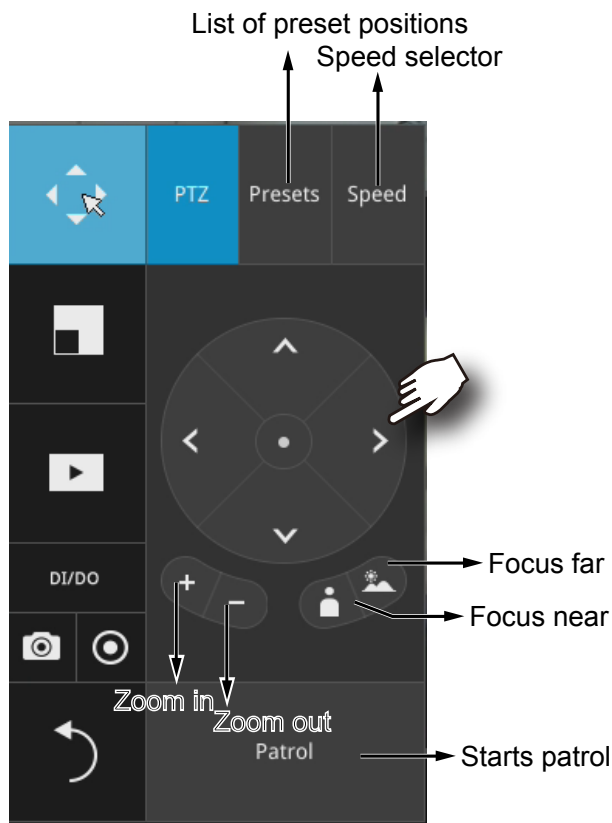 List of preset positions
Speed selector
PTZ
Presets
Speed
DI/DO
Focus far
Focus near
Zoom in
Zoom out
Patrol
Starts patrol